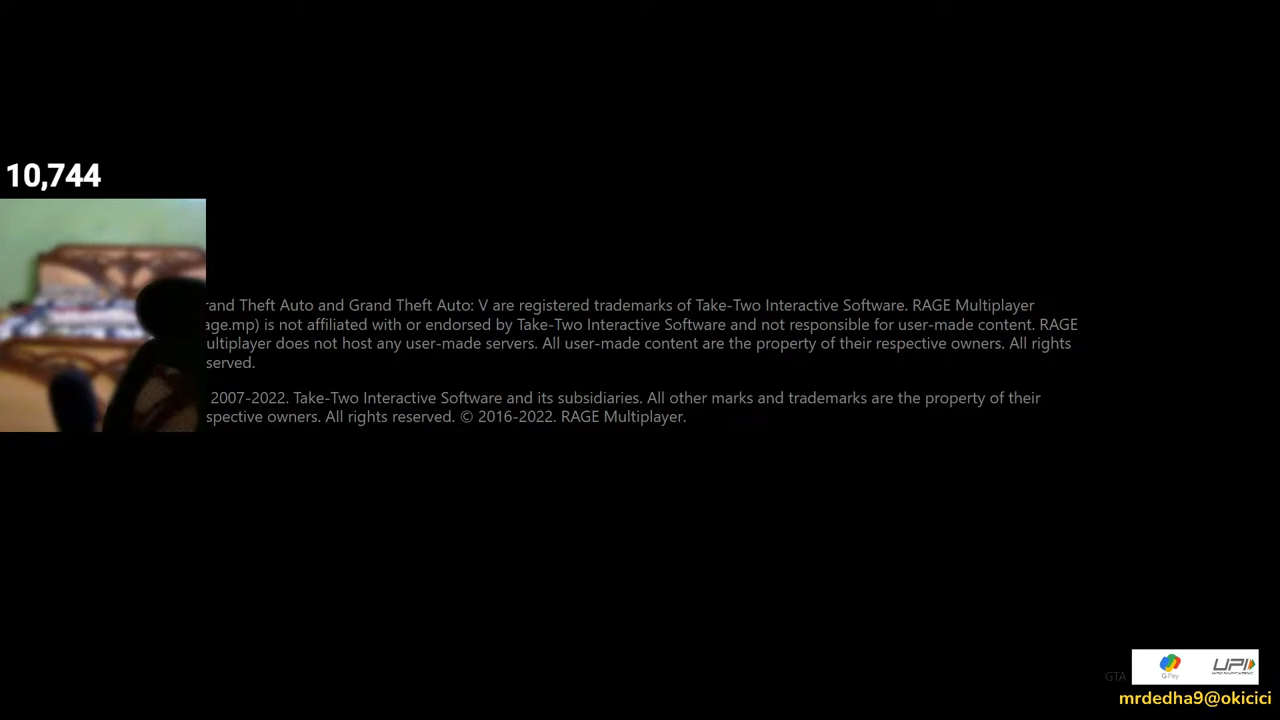 10,744
rand Theft Auto and Grand Theft Auto: V are registered trademarks of Take-Two Interactive Software. RAGE Multiplayer
age.mp) is not affiliated with or endorsed by Take-Two Interactive Software and not responsible for user-made content. RAGE
ultiplayer does not host any user-made servers. All user-made content are the property of their respective owners. All rights
served.
2007-2022. Take-Two Interactive Software and its subsidiaries. All other marks and trademarks are the property of their
spective owners. All rights reserved. © 2016-2022. RAGE Multiplayer.
GTA
G Pay
UPI
mrdedha9@okicici